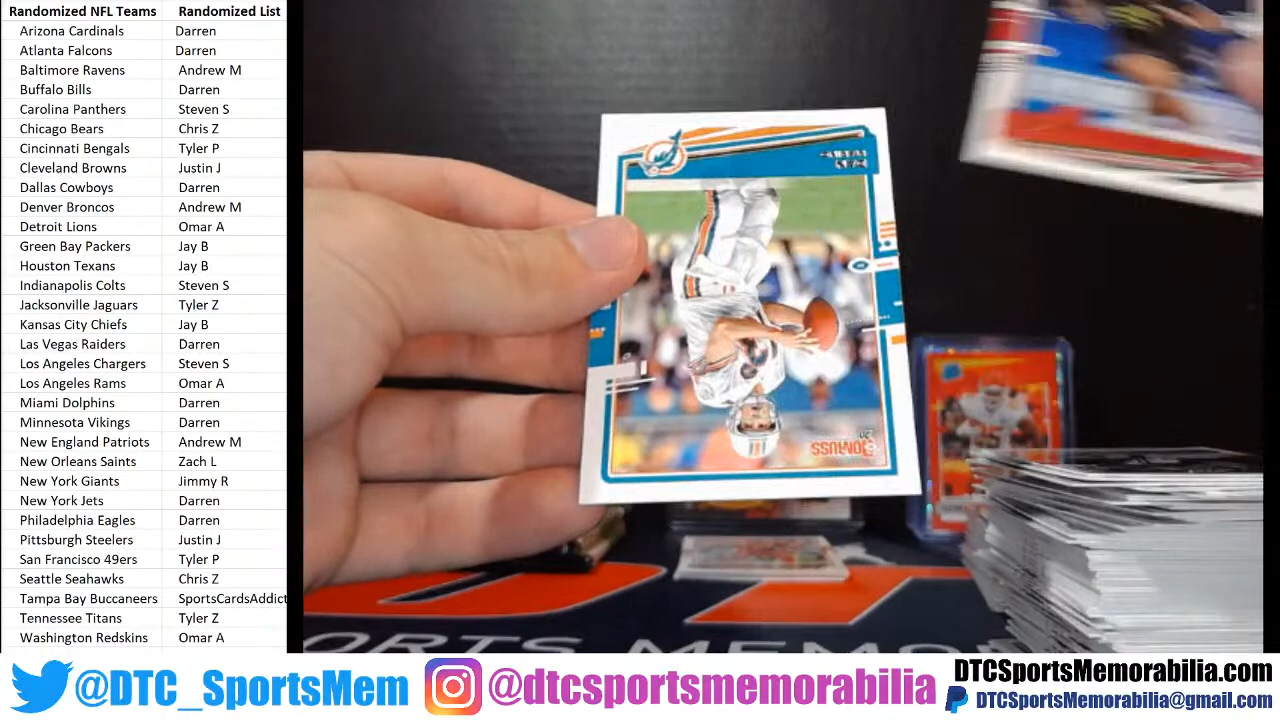 Randomized NFL Teams Randomized List
Arizona Cardinals Darren
Atlanta Falcons Darren
Baltimore Ravens Andrew M
Buffalo Bills Darren
Carolina Panthers Steven S
Chicago Bears Chris Z
Cincinnati Bengals Tyler P
Cleveland Browns Justin J
Dallas Cowboys Darren
Denver Broncos Andrew M
Detroit Lions Omar A
Green Bay Packers Jay B
Houston Texans Jay B
Indianapolis Colts Steven S
Jacksonville Jaguars Tyler Z
Kansas City Chiefs Jay B
Las Vegas Raiders Darren
Los Angeles Chargers Steven S
Los Angeles Rams Omar A
Miami Dolphins Darren
Minnesota Vikings Darren
New England Patriots Andrew M
New Orleans Saints Zach L
New York Giants Jimmy R
New York Jets Darren
Philadelphia Eagles Darren
Pittsburgh Steelers Justin J
San Francisco 49ers Tyler P
Seattle Seahawks Chris Z
Tampa Bay Buccaneers SportsCardsAddict
Tennessee Titans Tyler Z
Washington Redskins Omar A
DONRUSS
20
ORTS MEMO
@DTC_SportsMem @dtcsportsmemorabilia
DTCSportsMemorabilia.com
DTCSportsMemorabilia@gmail.com